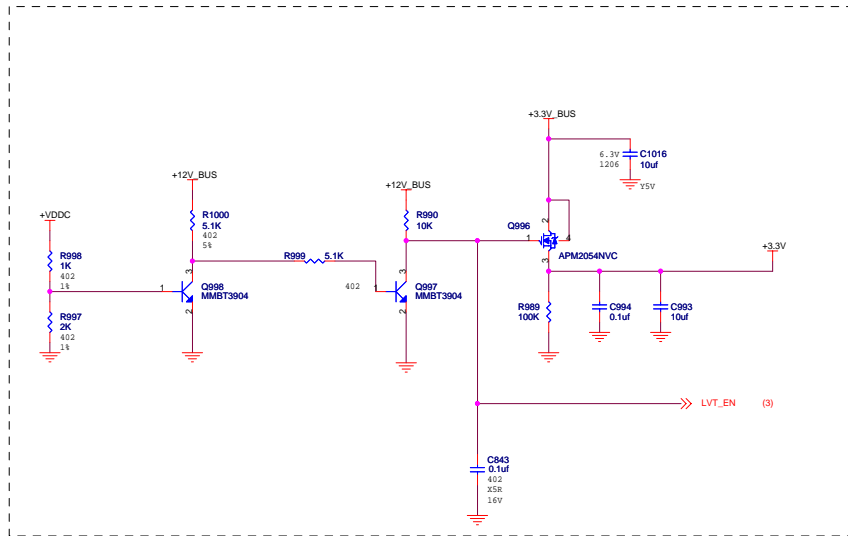 +3.3V_BUS
6.3V
1206
C1016
10uf
Y5V
+12V_BUS
+12V_BUS
R1000
5.1K
402
5%
R990
10K
Q996
2
1
4
3
APM2054NVC
+VDDC
+3.3V
R998
1K
402
1%
R999
5.1K
3
1
2
Q998
MMBT3904
402
3
1
2
Q997
MMBT3904
R997
2K
402
1%
R989
100K
C994
0.1uf
C993
10uf
LVT_EN
(3)
C843
0.1uf
402
X5R
16V